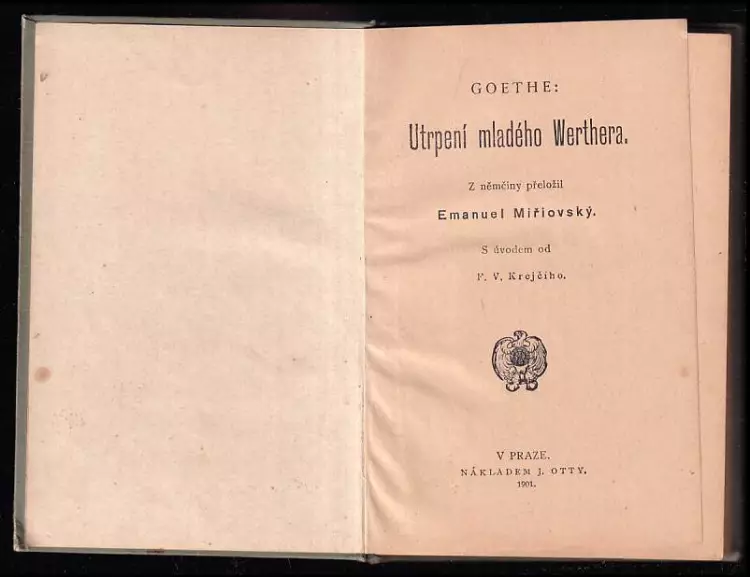 GOETHE:
Utrpení mladého Werthera.
Z němčiny přeložil
Emanuel Miřiovský.
S úvodem od
F. V. Krejčího.
V PRAZE.
NÁKLADEM J. OTTY.
1901.